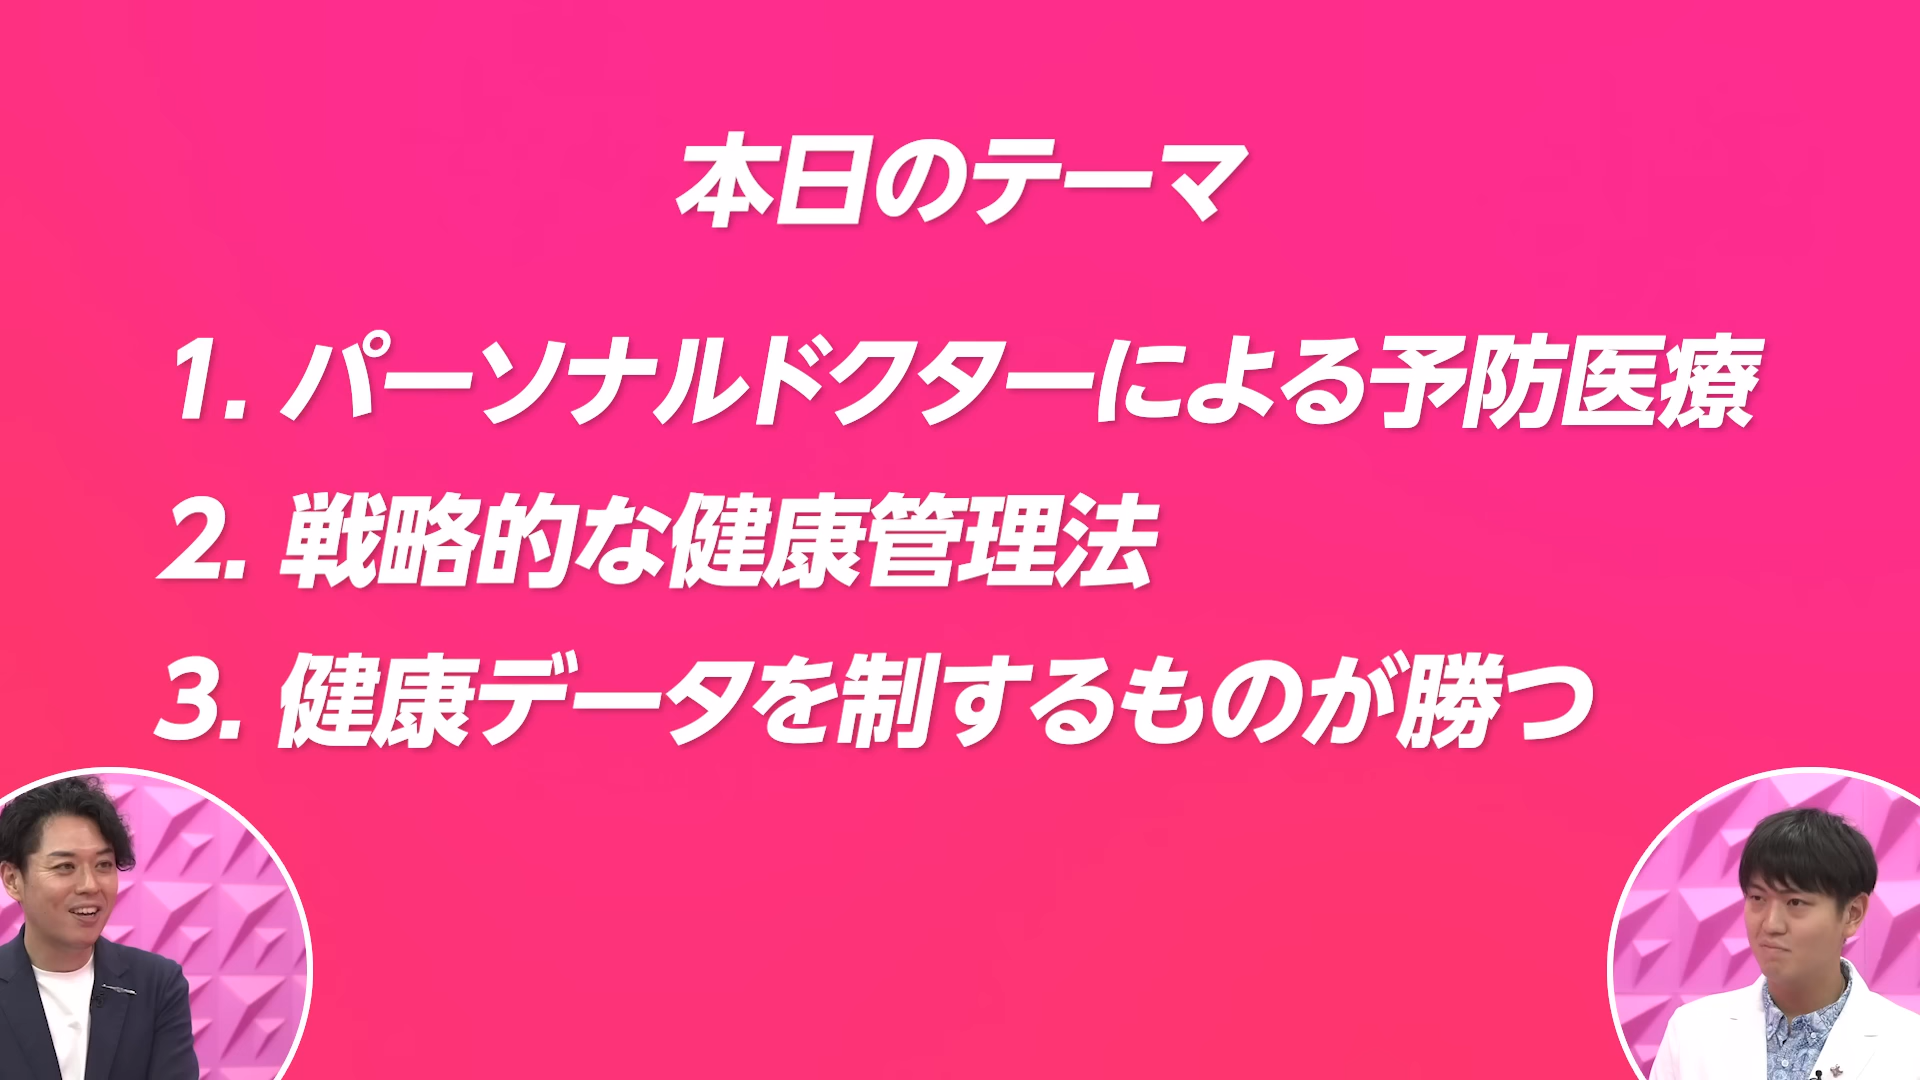 本日のテーマ
1. パーソナルドクターによる予防医療
2. 戦略的な健康管理法
3. 健康データを制するものが勝つ